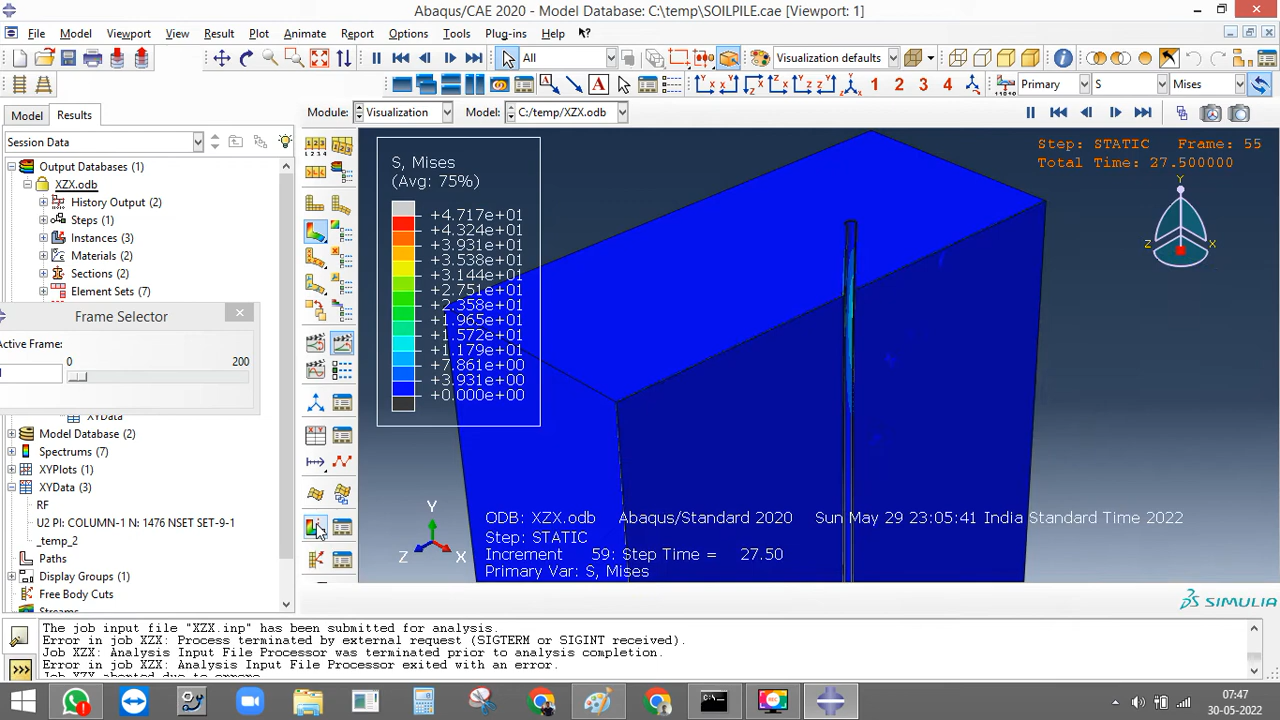 Abaqus/CAE 2020 - Model Database: C:\temp\SOILPILE.cae [Viewport: 1]
File Model Viewport View Result Plot Animate Report Options Tools Plug-ins Help
All Visualization defaults
1 2 3 4 Primary S Mises
Model Results Module: Visualization Model: C:/temp/XZX.odb
Session Data
Output Databases (1)
XZX.odb
History Output (2)
Steps (1)
Instances (3)
Materials (2)
Sections (2)
Element Sets (7)
Frame Selector
Active Frame: 0 200
XYData
Model Database (2)
Spectrums (7)
XYPlots (1)
XYData (3)
RF
U2 PI: COLUMN-1 N: 1476 NSET SET-9-1
_temp_2
Paths
Display Groups (1)
Free Body Cuts
Streams
S, Mises
(Avg: 75%)
+4.717e+01
+4.324e+01
+3.931e+01
+3.538e+01
+3.144e+01
+2.751e+01
+2.358e+01
+1.965e+01
+1.572e+01
+1.179e+01
+7.861e+00
+3.931e+00
+0.000e+00
Step: STATIC Frame: 55
Total Time: 27.500000
Y
Z X
Y
Z X
ODB: XZX.odb Abaqus/Standard 2020 Sun May 29 23:05:41 India Standard Time 2022
Step: STATIC
Increment 59: Step Time = 27.50
Primary Var: S, Mises
SIMULIA
The job input file "XZX.inp" has been submitted for analysis.
Error in job XZX: Process terminated by external request (SIGTERM or SIGINT received).
Job XZX: Analysis Input File Processor was terminated prior to analysis completion.
Error in job XZX: Analysis Input File Processor exited with an error.
Job XZX aborted due to errors.
07:47
30-05-2022